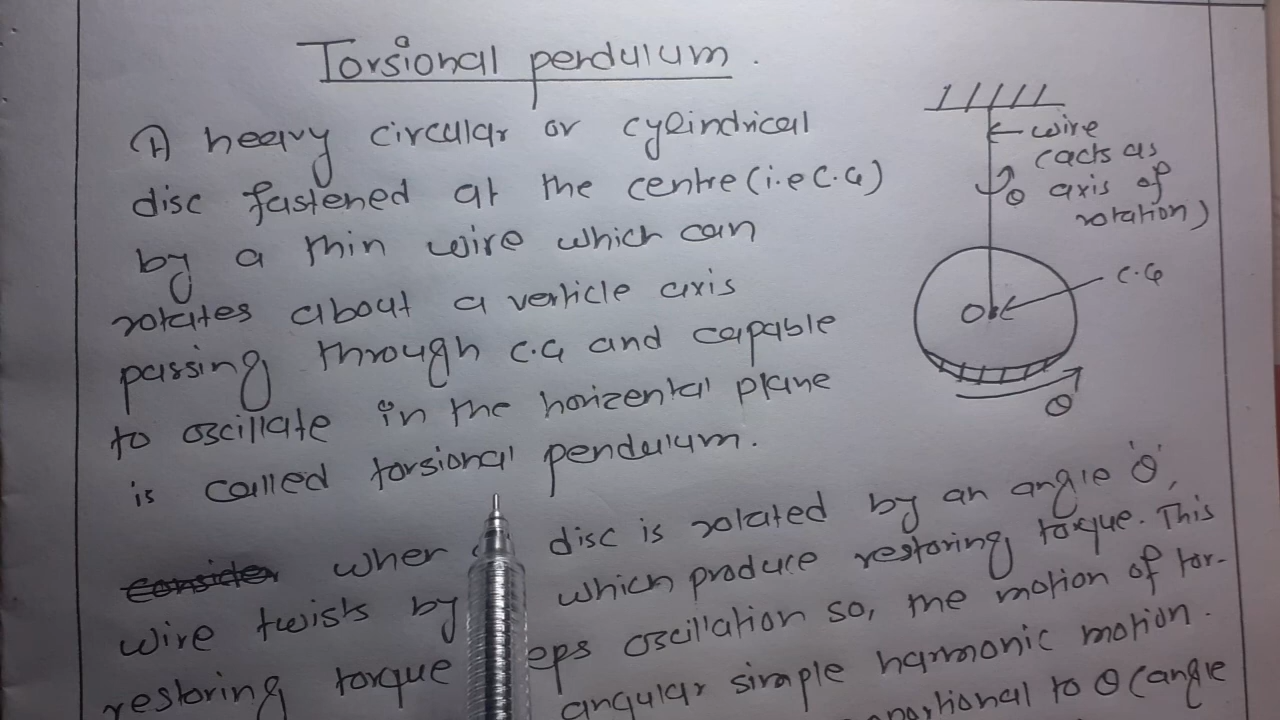 Torsional pendulum.
A heavy circular or cylindrical
disc fastened at the centre (i.e C.G)
by a thin wire which can
rotates about a verticle axis
passing through C.G and capable
to oscillate in the horizental plane
is called torsional pendulum.
wire
(acts as
axis of
rotation)
θ
C.G
O
θ
consider when disc is rotated by an angle 'θ',
wire twists by which produce restoring torque. This
restoring torque eps oscillation so, the motion of tor-
angular simple harmonic motion.
to θ (angle